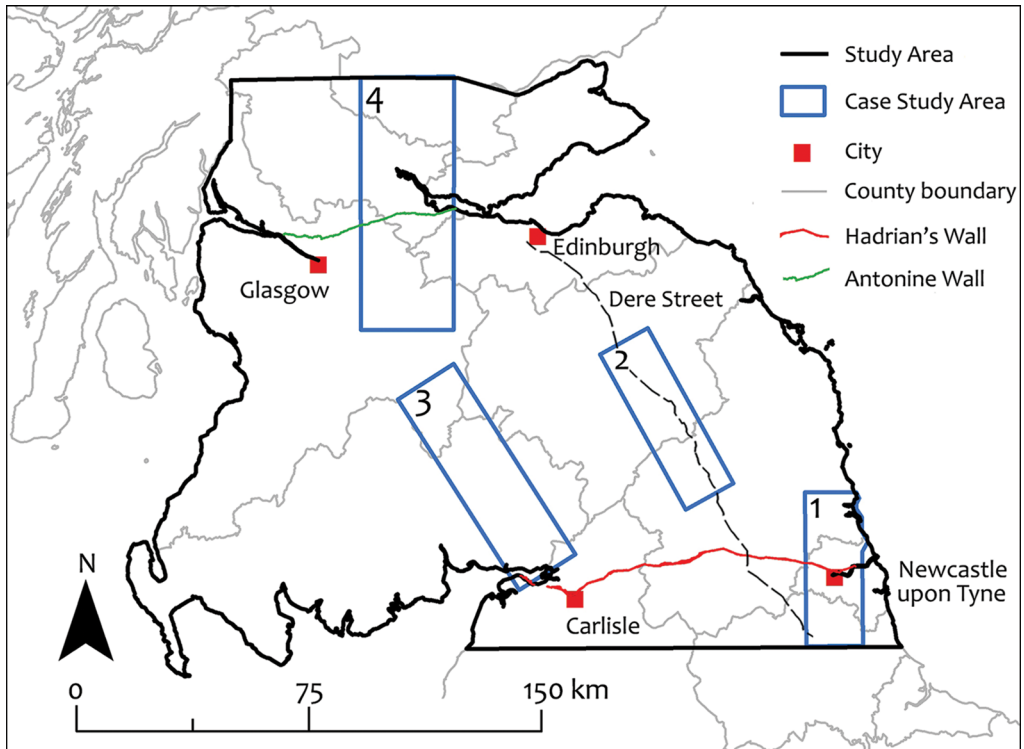 Study Area
Case Study Area
City
County boundary
Hadrian's Wall
Antonine Wall
4
Edinburgh
Glasgow
Dere Street
2
3
1
Newcastle
upon Tyne
Carlisle
N
0 75 150 km